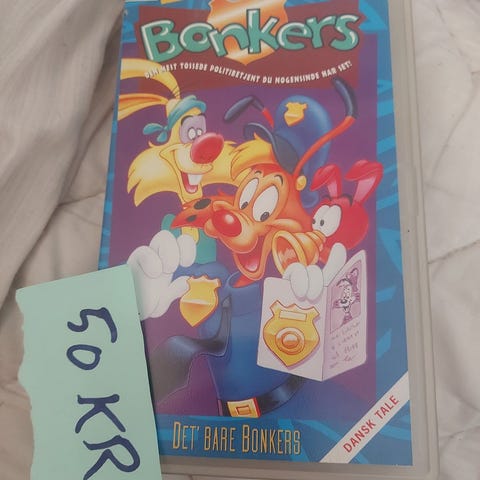 Bonkers
DEN MEST TOSSEDE POLITIBETJENT DU NOGENSINDE HAR SET!
50 KR
DET' BARE BONKERS
DANSK TALE